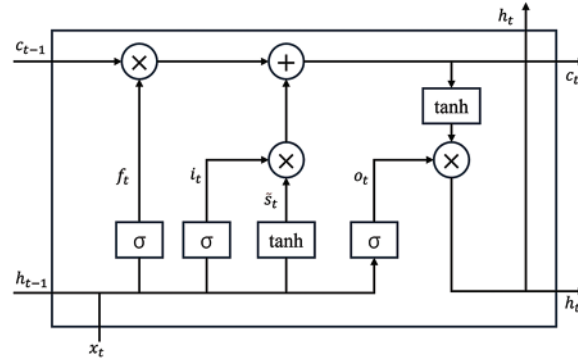 h_t
c_{t-1} × + c_t
tanh
f_t i_t × o_t ×
s̃_t
σ σ tanh σ
h_{t-1} h_t
x_t